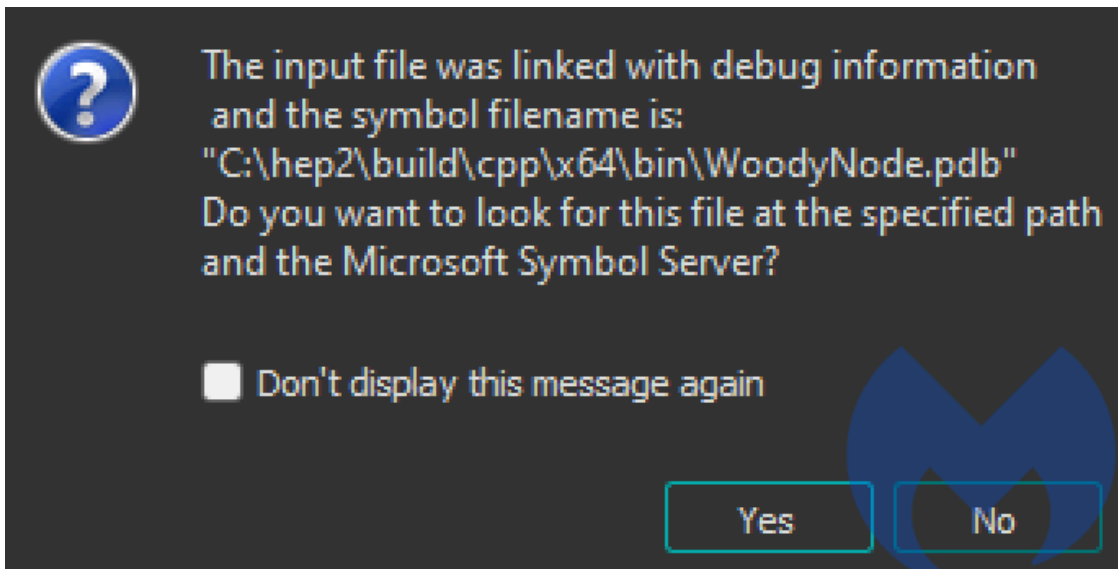 The input file was linked with debug information
and the symbol filename is:
"C:\hep2\build\cpp\x64\bin\WoodyNode.pdb"
Do you want to look for this file at the specified path
and the Microsoft Symbol Server?
Don't display this message again
Yes
No